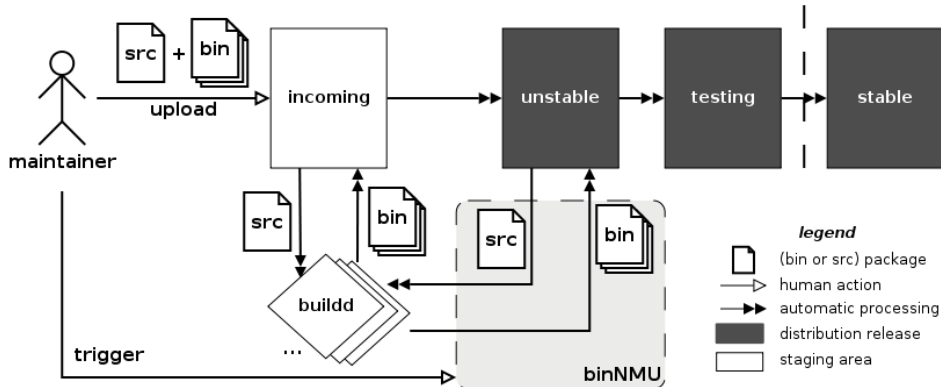 src
+
bin
incoming
unstable
testing
stable
upload
maintainer
src
bin
src
bin
buildd
...
trigger
binNMU
legend
(bin or src) package
human action
automatic processing
distribution release
staging area